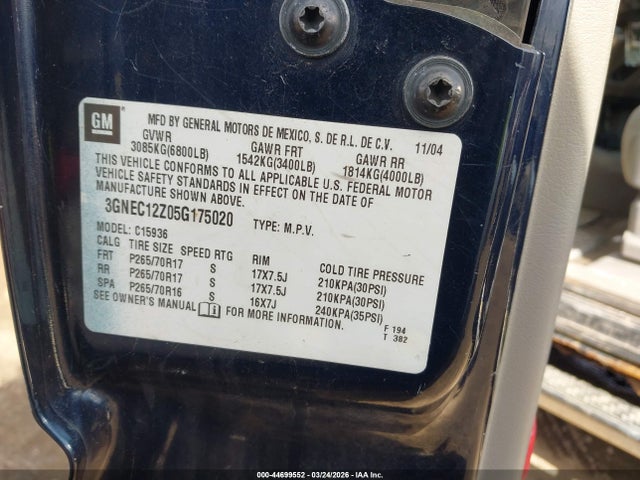 GM
MFD BY GENERAL MOTORS DE MEXICO, S. DE R.L. DE C.V. 11/04
GVWR GAWR FRT GAWR RR
3085KG(6800LB) 1542KG(3400LB) 1814KG(4000LB)
THIS VEHICLE CONFORMS TO ALL APPLICABLE U.S. FEDERAL MOTOR
VEHICLE SAFETY STANDARDS IN EFFECT ON THE DATE OF
MANUFACTURE SHOWN ABOVE.
3GNEC12Z05G175020 TYPE: M.P.V.
MODEL: C15936
CALG TIRE SIZE SPEED RTG RIM COLD TIRE PRESSURE
FRT P265/70R17 S 17X7.5J 210KPA(30PSI)
RR P265/70R17 S 17X7.5J 210KPA(30PSI)
SPA P265/70R16 S 16X7J 240KPA(35PSI)
SEE OWNER'S MANUAL FOR MORE INFORMATION.
F 194
T 382
000-44699552 - 03/24/2026 - IAA Inc.